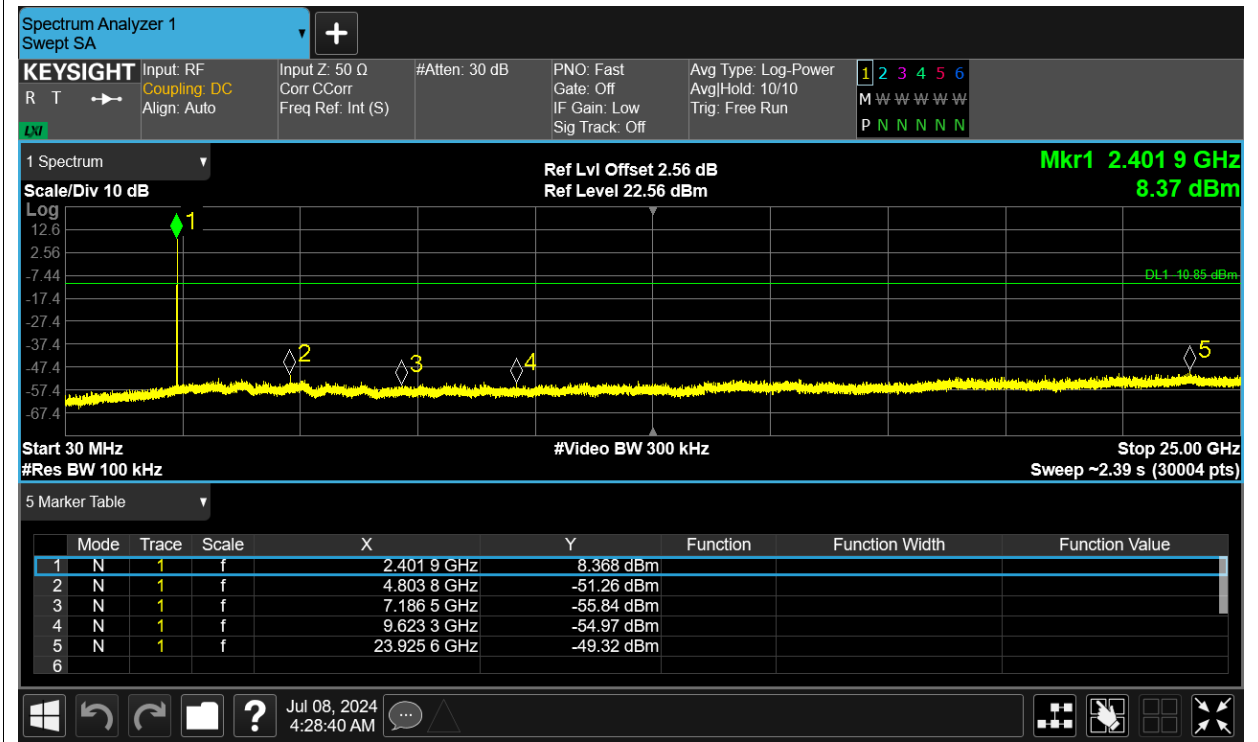 Spectrum Analyzer 1
Swept SA
+
KEYSIGHT Input: RF Input Z: 50 Ω #Atten: 30 dB PNO: Fast Avg Type: Log-Power 1 2 3 4 5 6
R T Coupling: DC Corr CCorr Gate: Off Avg|Hold: 10/10 M W W W W W
Align: Auto Freq Ref: Int (S) IF Gain: Low Trig: Free Run
LXI Sig Track: Off P N N N N N
1 Spectrum Ref Lvl Offset 2.56 dB Mkr1 2.401 9 GHz
Scale/Div 10 dB Ref Level 22.56 dBm 8.37 dBm
Log
1
12.6
2.56
-7.44 DL1 -10.85 dBm
-17.4
-27.4
-37.4
2 3 4 5
-47.4
-57.4
-67.4
Start 30 MHz #Video BW 300 kHz Stop 25.00 GHz
#Res BW 100 kHz Sweep ~2.39 s (30004 pts)
5 Marker Table
Mode Trace Scale X Y Function Function Width Function Value
1 N 1 f 2.401 9 GHz 8.368 dBm
2 N 1 f 4.803 8 GHz -51.26 dBm
3 N 1 f 7.186 5 GHz -55.84 dBm
4 N 1 f 9.623 3 GHz -54.97 dBm
5 N 1 f 23.925 6 GHz -49.32 dBm
6
? Jul 08, 2024
4:28:40 AM